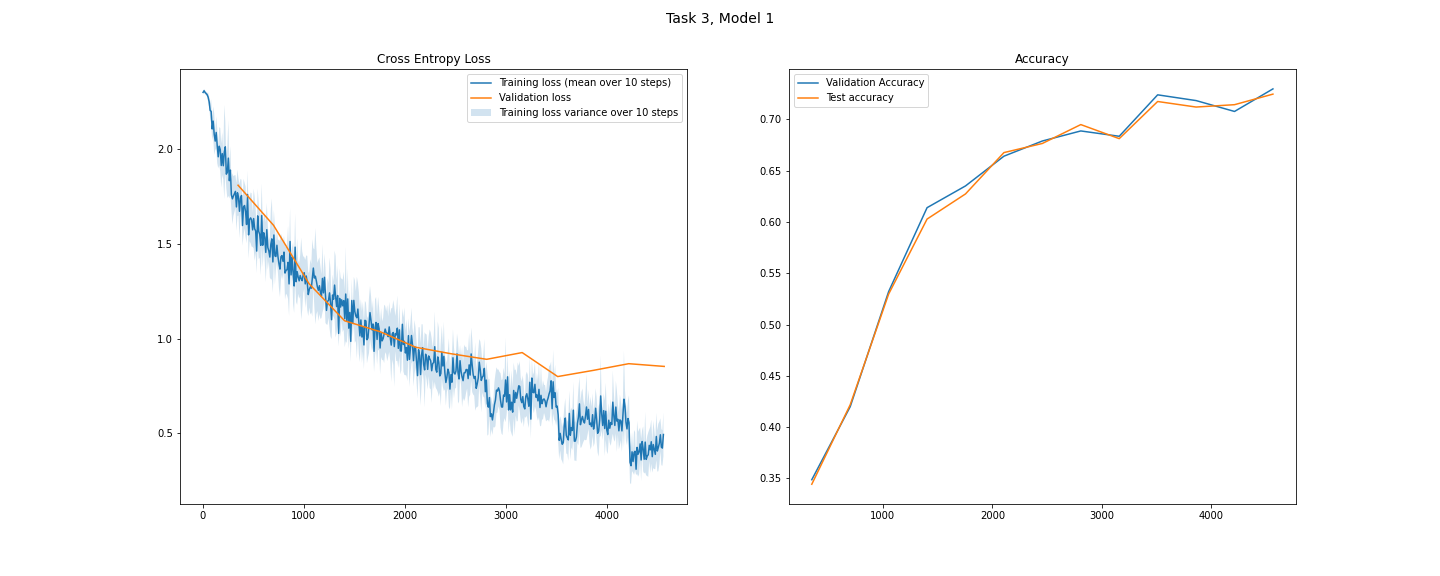 Task 3, Model 1
Cross Entropy Loss
Training loss (mean over 10 steps)
Validation loss
Training loss variance over 10 steps
2.0
1.5
1.0
0.5
0
1000
2000
3000
4000
Accuracy
Validation Accuracy
Test accuracy
0.70
0.65
0.60
0.55
0.50
0.45
0.40
0.35
1000
2000
3000
4000